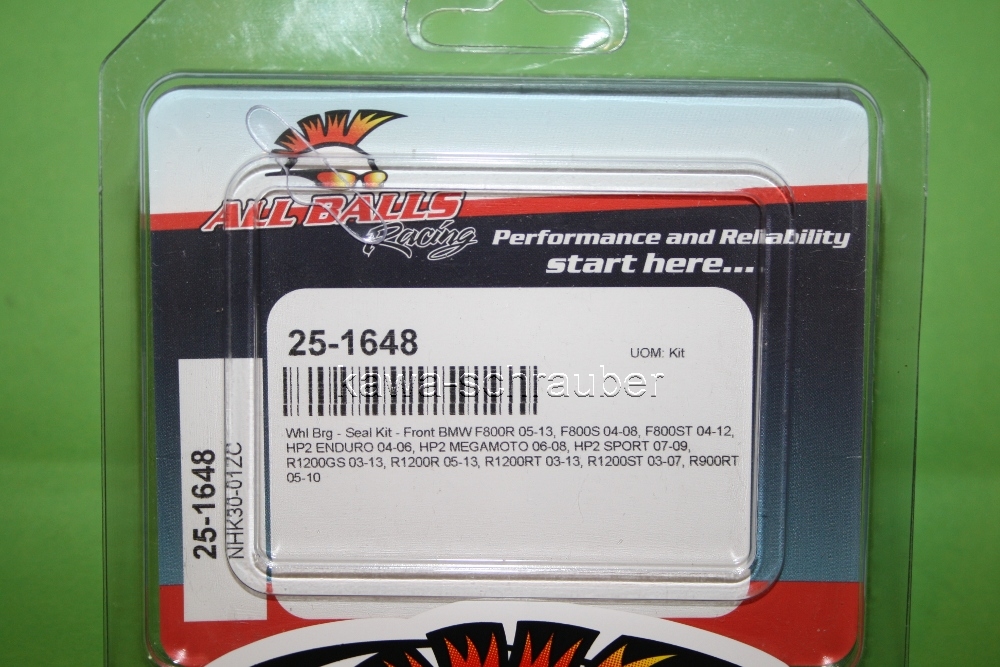 ALL BALLS
Racing
Performance and Reliability
start here...
25-1648
UOM: Kit
kawa-schrauber
Whl Brg - Seal Kit - Front BMW F800R 05-13, F800S 04-08, F800ST 04-12,
HP2 ENDURO 04-06, HP2 MEGAMOTO 06-08, HP2 SPORT 07-09,
R1200GS 03-13, R1200R 05-13, R1200RT 03-13, R1200ST 03-07, R900RT
05-10
25-1648
NHK30-012C